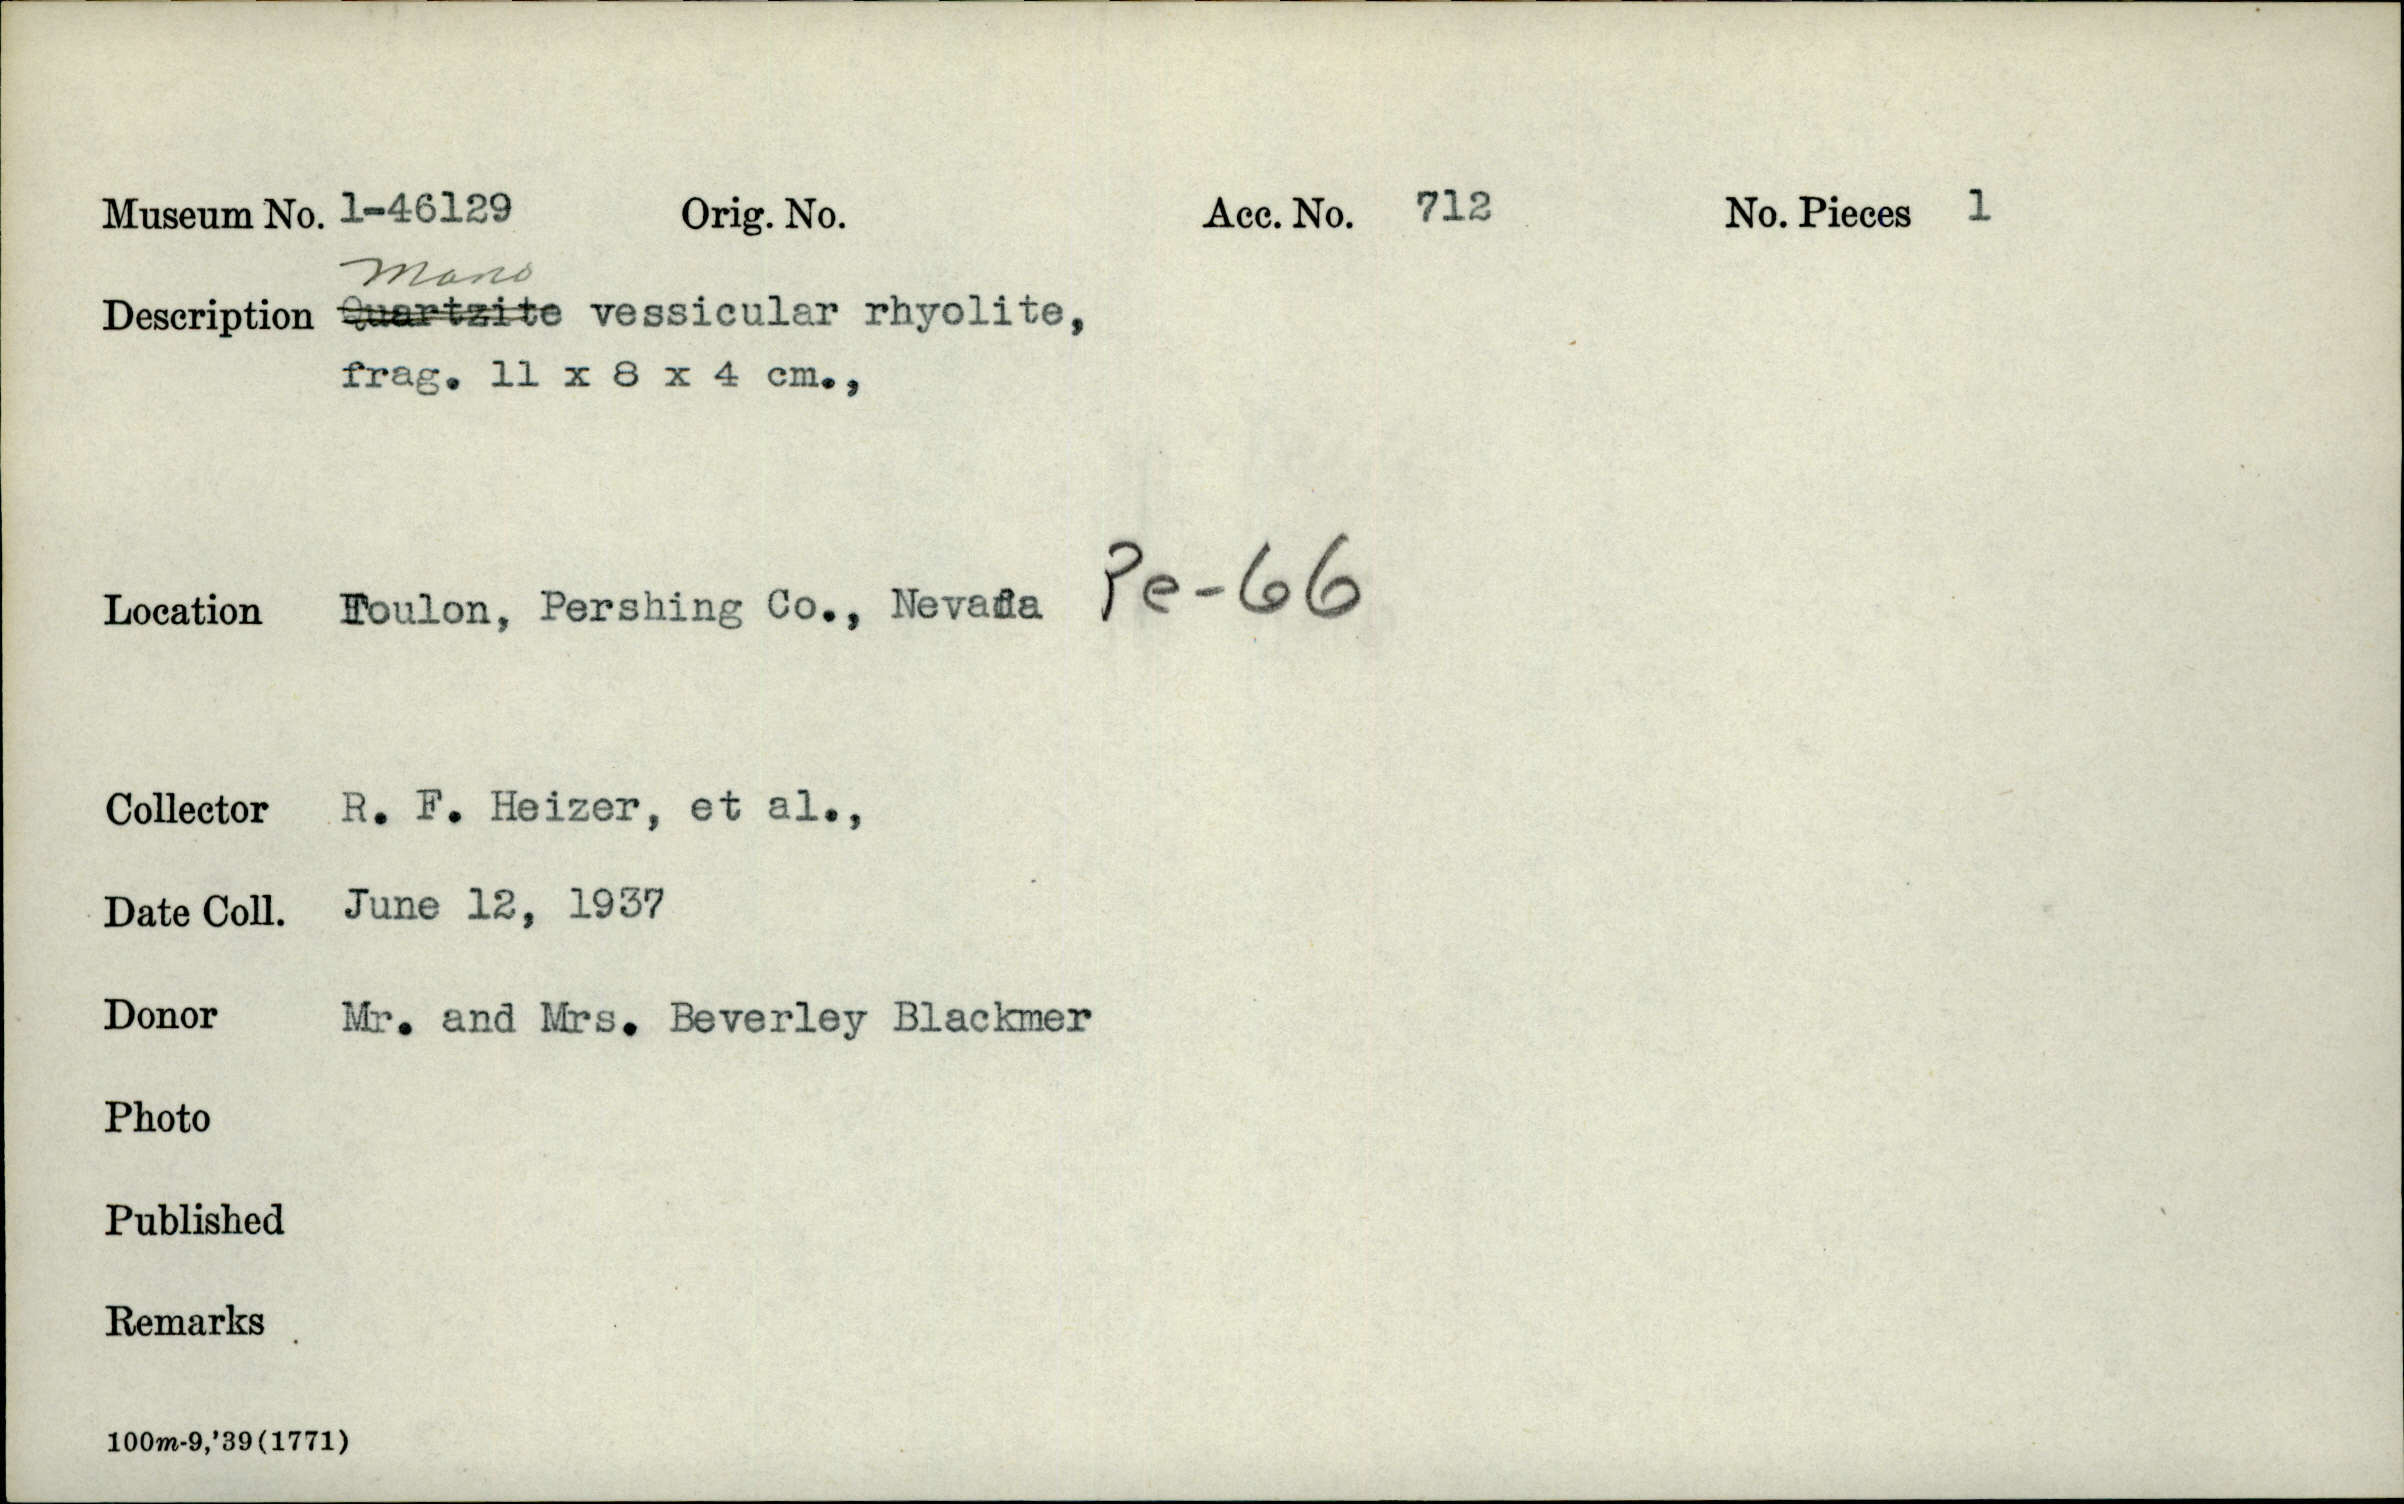 Museum No. 1-46129 Orig. No. Acc. No. 712 No. Pieces 1
Mano
Description Quartzite vessicular rhyolite,
frag. 11 x 8 x 4 cm.,
Location Toulon, Pershing Co., Nevada Pe-66
Collector R. F. Heizer, et al.,
Date Coll. June 12, 1937
Donor Mr. and Mrs. Beverley Blackmer
Photo
Published
Remarks
100m-9,'39(1771)